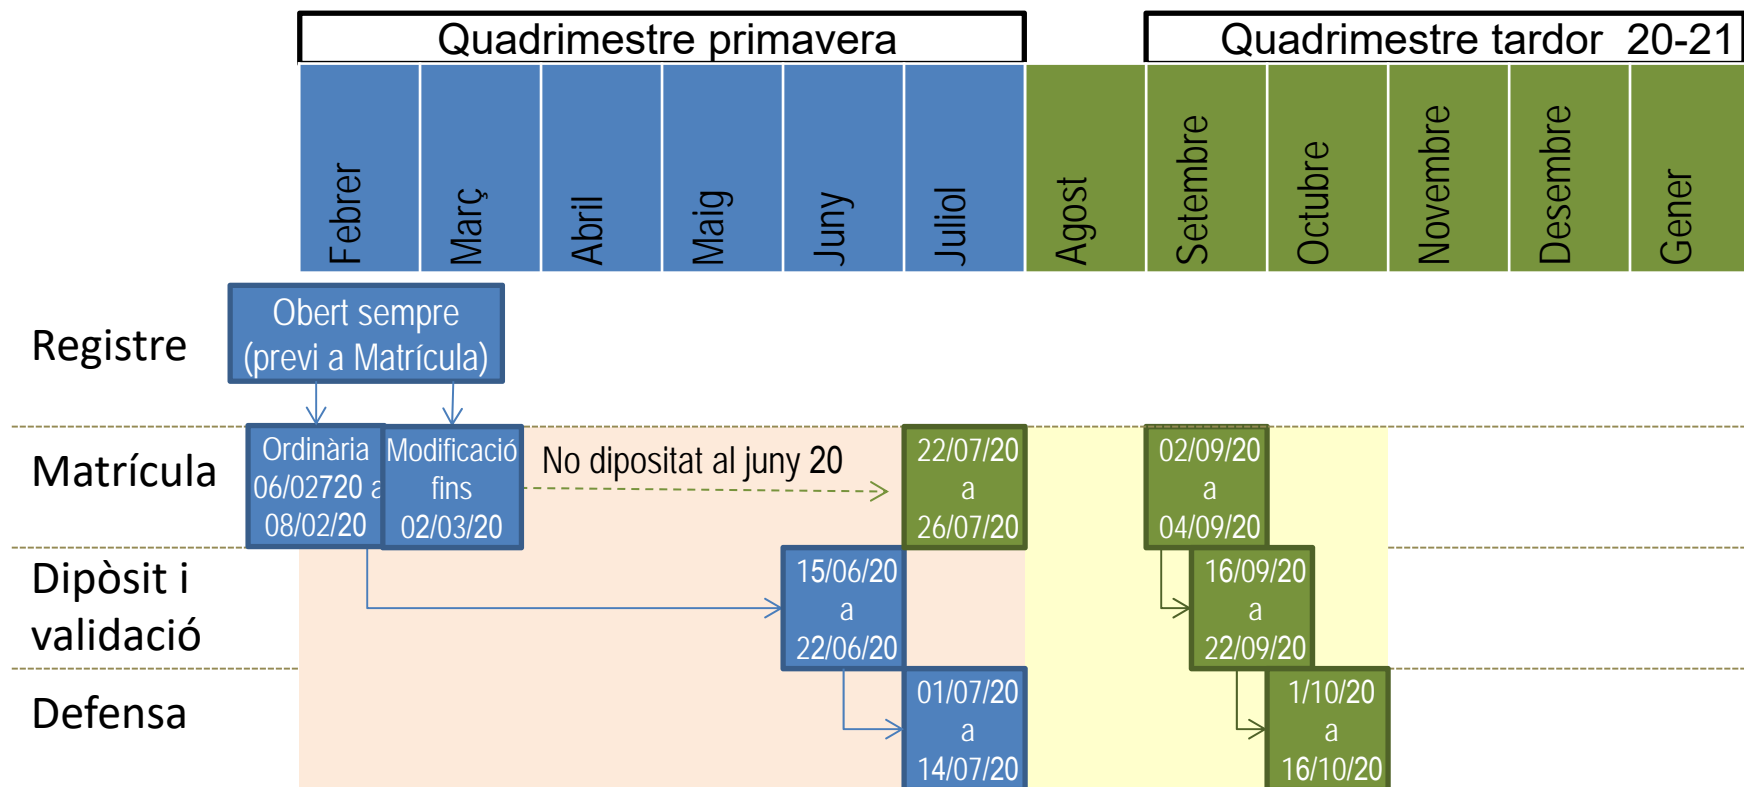 Quadrimestre primavera
Quadrimestre tardor 20-21
Febrer
Març
Abril
Maig
Juny
Juliol
Agost
Setembre
Octubre
Novembre
Desembre
Gener
Registre
Obert sempre
(previ a Matrícula)
Matrícula
Ordinària
06/02720 a
08/02/20
Modificació
fins
02/03/20
No dipositat al juny 20
22/07/20
a
26/07/20
02/09/20
a
04/09/20
Dipòsit i
validació
15/06/20
a
22/06/20
16/09/20
a
22/09/20
Defensa
01/07/20
a
14/07/20
1/10/20
a
16/10/20